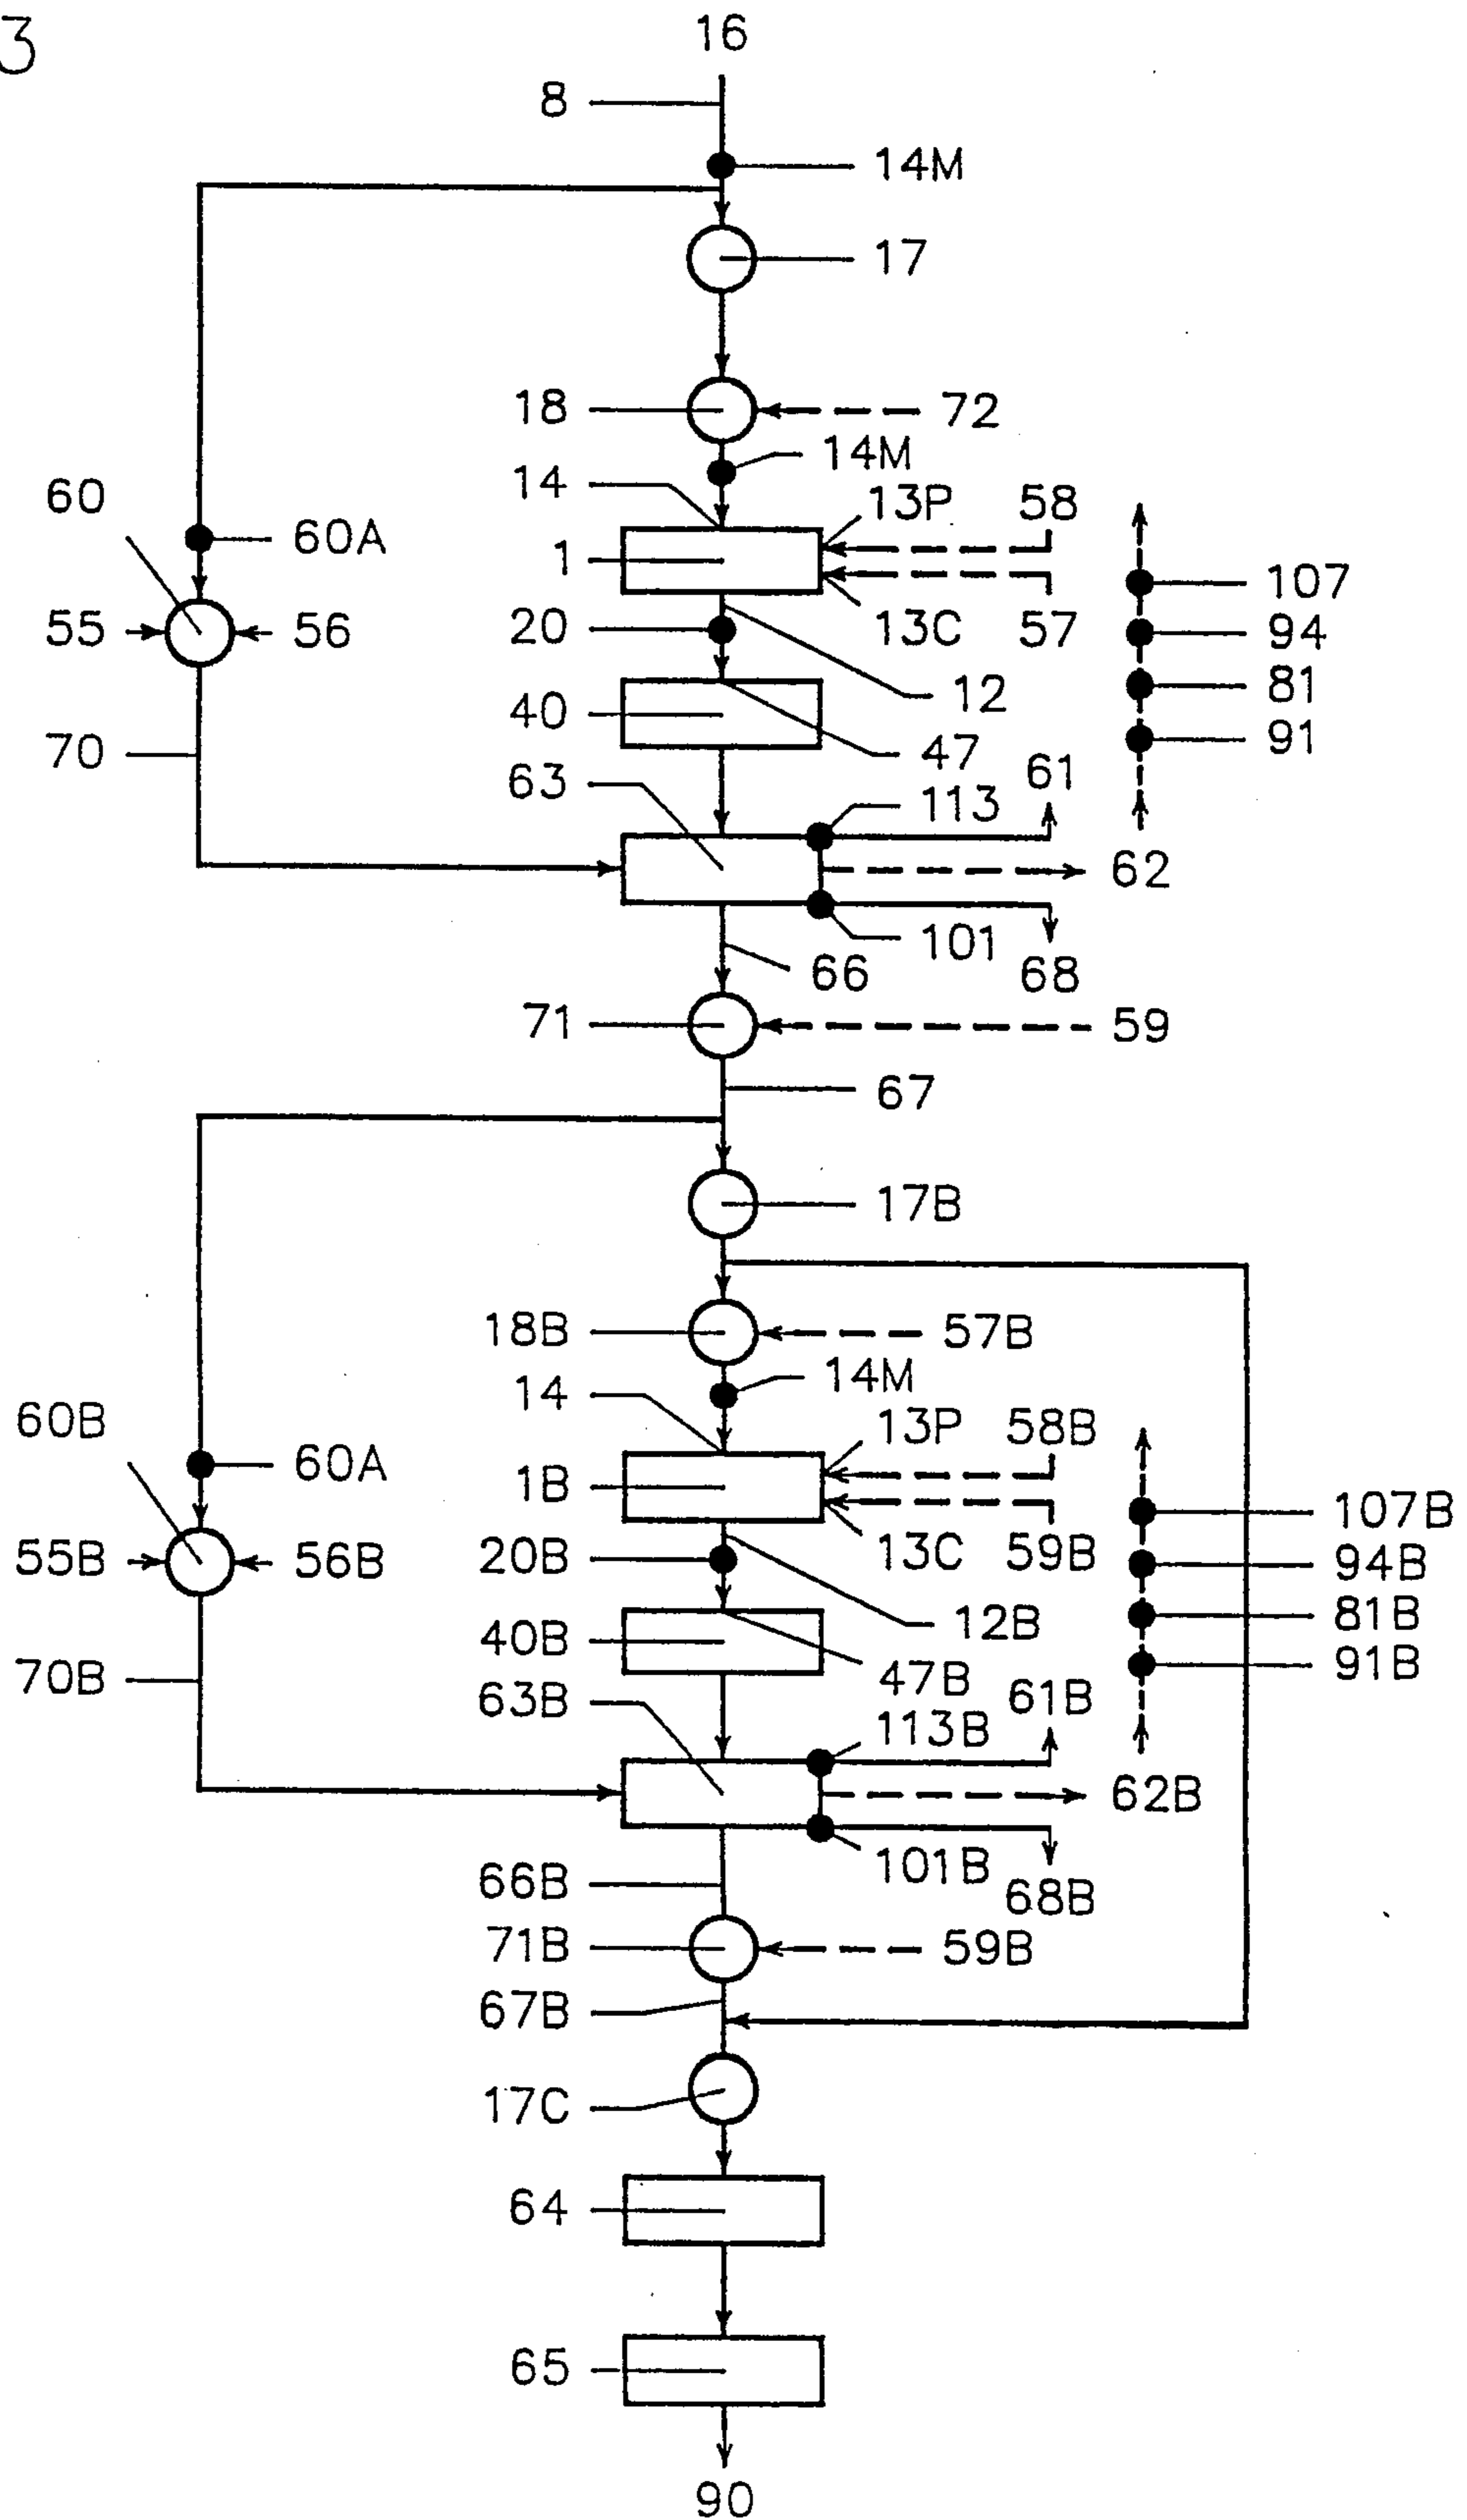 3
16
8
14M
17
18
72
14M
14
13P
58
60
60A
1
107
55
56
20
13C
57
94
12
81
40
47
91
70
63
61
113
62
101
66
68
71
59
67
17B
18B
57B
14
14M
60B
13P
58B
60A
1B
107B
55B
56B
20B
13C
59B
94B
12B
81B
40B
47B
91B
70B
63B
61B
113B
62B
101B
66B
68B
71B
59B
67B
17C
64
65
90